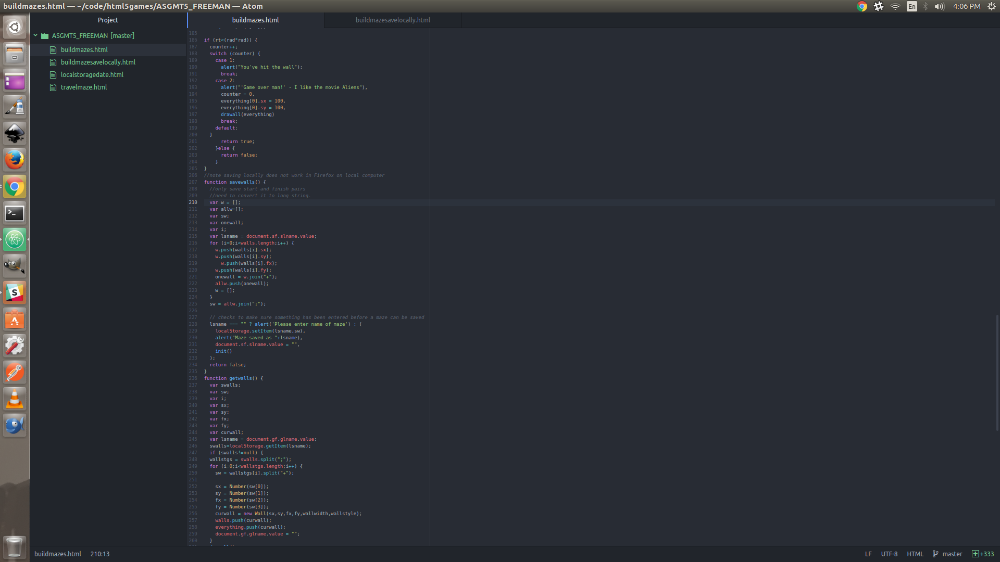 buildmazes.html — ~/code/html5games/ASGMT5_FREEMAN — Atom
En
4:06 PM
Project
buildmazes.html
buildmazesavelocally.html
ASGMT5_FREEMAN [master]
buildmazes.html
buildmazesavelocally.html
localstoragedate.html
travelmaze.html
185
186 if (rt<(rad*rad)) {
187 counter++;
188 switch (counter) {
189 case 1:
190 alert("You've hit the wall");
191 break;
192 case 2:
193 alert("'Game over man!' - I like the movie Aliens"),
194 counter = 0,
195 everything[0].sx = 100,
196 everything[0].sy = 100,
197 drawall(everything)
198 break;
199 default:
200 }
201 return true;
202 }else {
203 return false;
204 }
205 }
206 //note saving locally does not work in Firefox on local computer
207 function savewalls() {
208 //only save start and finish pairs
209 //need to convert it to long string.
210 var w = [];
211 var allw=[];
212 var sw;
213 var onewall;
214 var i;
215 var lsname = document.sf.slname.value;
216 for (i=0;i<walls.length;i++) {
217 w.push(walls[i].sx);
218 w.push(walls[i].sy);
219 w.push(walls[i].fx);
220 w.push(walls[i].fy);
221 onewall = w.join("+");
222 allw.push(onewall);
223 w = [];
224 }
225 sw = allw.join(";");
226
227 // checks to make sure something has been entered before a maze can be saved
228 lsname === "" ? alert('Please enter name of maze') : (
229 localStorage.setItem(lsname,sw),
230 alert("Maze saved as "+lsname),
231 document.sf.slname.value = "",
232 init()
233 );
234 return false;
235 }
236 function getwalls() {
237 var swalls;
238 var sw;
239 var i;
240 var sx;
241 var sy;
242 var fx;
243 var fy;
244 var curwall;
245 var lsname = document.gf.glname.value;
246 swalls=localStorage.getItem(lsname);
247 if (swalls!=null) {
248 wallstgs = swalls.split(";");
249 for (i=0;i<wallstgs.length;i++) {
250 sw = wallstgs[i].split("+");
251
252 sx = Number(sw[0]);
253 sy = Number(sw[1]);
254 fx = Number(sw[2]);
255 fy = Number(sw[3]);
256 curwall = new Wall(sx,sy,fx,fy,wallwidth,wallstyle);
257 walls.push(curwall);
258 everything.push(curwall);
259 document.gf.glname.value = "";
260 }
buildmazes.html 210:13
LF UTF-8 HTML master +333